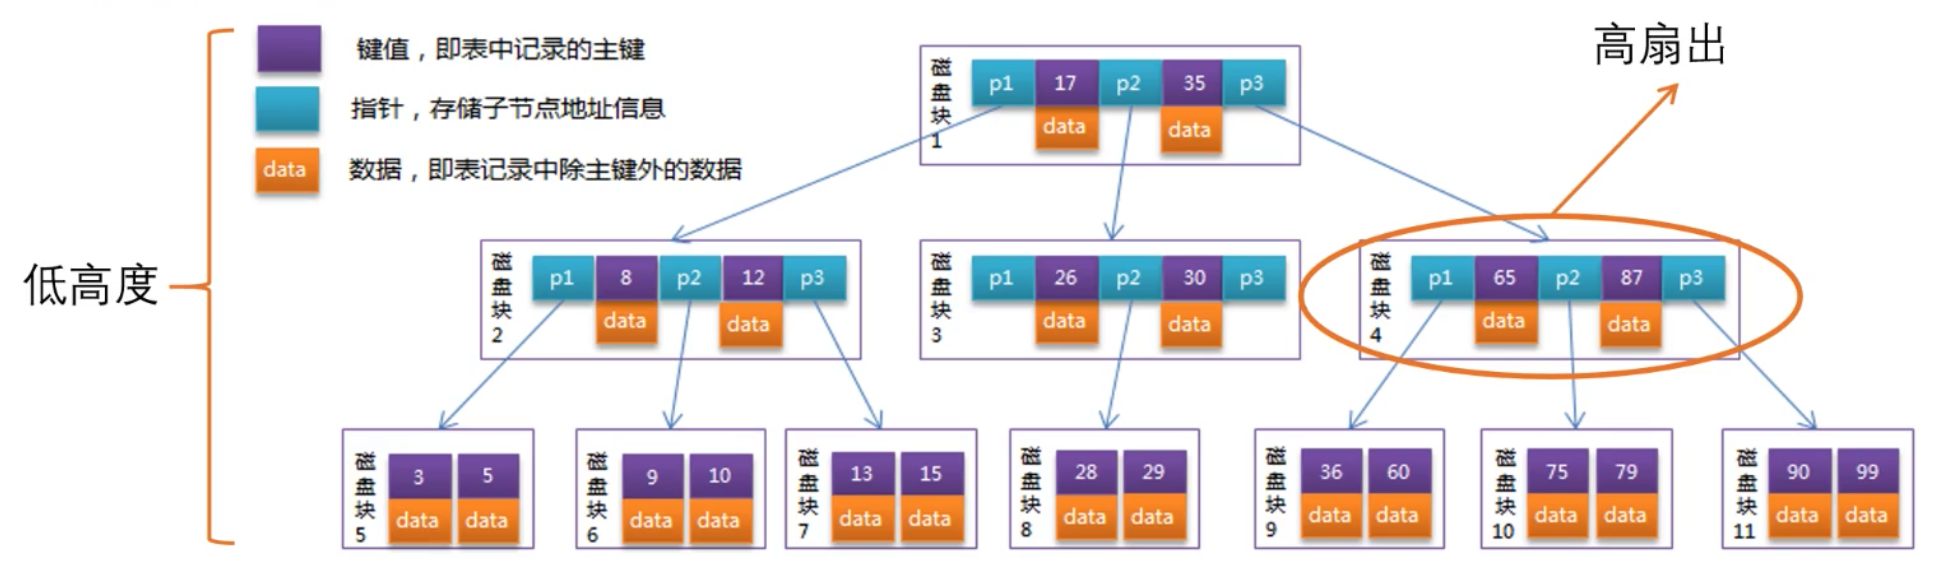 键值，即表中记录的主键
指针，存储子节点地址信息
data 数据，即表记录中除主键外的数据
低高度
高扇出
磁盘块1
p1 17 p2 35 p3
data data
磁盘块2
p1 8 p2 12 p3
data data
磁盘块3
p1 26 p2 30 p3
data data
磁盘块4
p1 65 p2 87 p3
data data
磁盘块5
3 5
data data
磁盘块6
9 10
data data
磁盘块7
13 15
data data
磁盘块8
28 29
data data
磁盘块9
36 60
data data
磁盘块10
75 79
data data
磁盘块11
90 99
data data